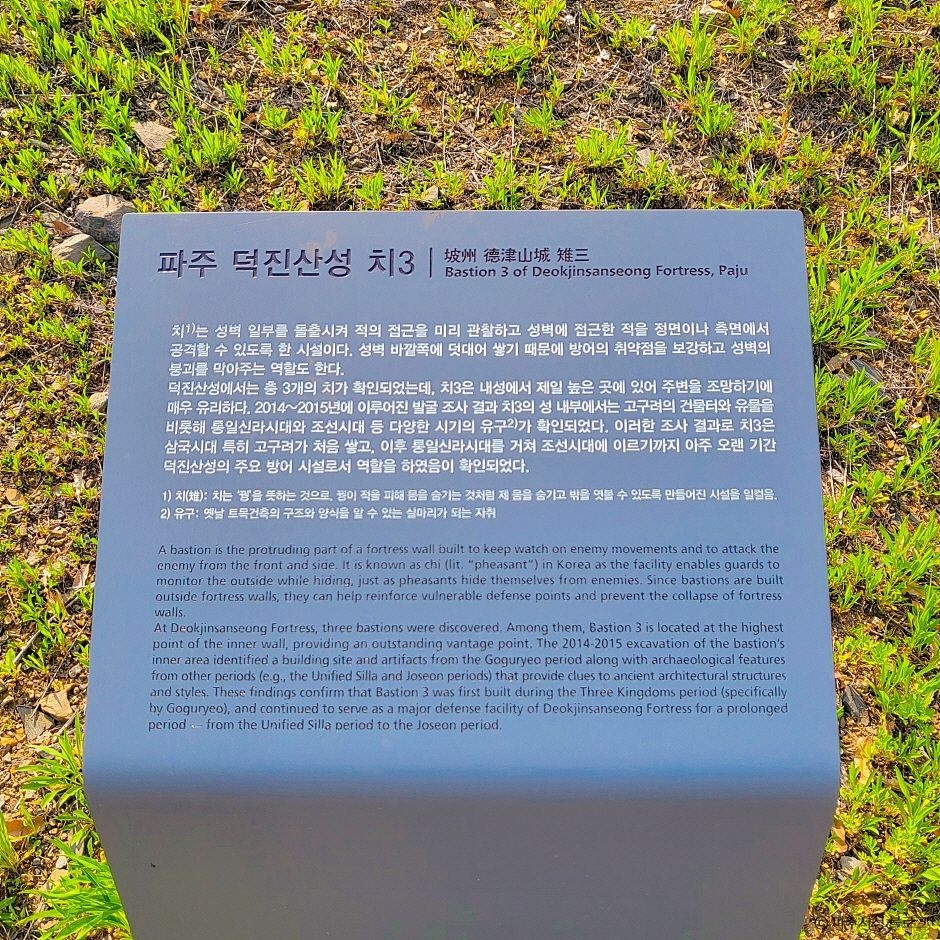 파주 덕진산성 치3 | 坡州 德津山城 雉三
Bastion 3 of Deokjinsanseong Fortress, Paju
치1)는 성벽 일부를 돌출시켜 적의 접근을 미리 관찰하고 성벽에 접근한 적을 정면이나 측면에서
공격할 수 있도록 한 시설이다. 성벽 바깥쪽에 덧대어 쌓기 때문에 방어의 취약점을 보강하고 성벽의
붕괴를 막아주는 역할도 한다.
덕진산성에서는 총 3개의 치가 확인되었는데, 치3은 내성에서 제일 높은 곳에 있어 주변을 조망하기에
매우 유리하다. 2014~2015년에 이루어진 발굴 조사 결과 치3의 성 내부에서는 고구려의 건물터와 유물을
비롯해 통일신라시대와 조선시대 등 다양한 시기의 유구2)가 확인되었다. 이러한 조사 결과로 치3은
삼국시대 특히 고구려가 처음 쌓고, 이후 통일신라시대를 거쳐 조선시대에 이르기까지 아주 오랜 기간
덕진산성의 주요 방어 시설로서 역할을 하였음이 확인되었다.
1) 치(雉): 치는 '꿩'을 뜻하는 것으로, 꿩이 적을 피해 몸을 숨기는 것처럼 제 몸을 숨기고 밖을 엿볼 수 있도록 만들어진 시설을 일컬음.
2) 유구: 옛날 토목건축의 구조와 양식을 알 수 있는 실마리가 되는 자취
A bastion is the protruding part of a fortress wall built to keep watch on enemy movements and to attack the
enemy from the front and side. It is known as chi (lit. “pheasant”) in Korea as the facility enables guards to
monitor the outside while hiding, just as pheasants hide themselves from enemies. Since bastions are built
outside fortress walls, they can help reinforce vulnerable defense points and prevent the collapse of fortress
walls.
At Deokjinsanseong Fortress, three bastions were discovered. Among them, Bastion 3 is located at the highest
point of the inner wall, providing an outstanding vantage point. The 2014-2015 excavation of the bastion's
inner area identified a building site and artifacts from the Goguryeo period along with archaeological features
from other periods (e.g., the Unified Silla and Joseon periods) that provide clues to ancient architectural structures
and styles. These findings confirm that Bastion 3 was first built during the Three Kingdoms period (specifically
by Goguryeo), and continued to serve as a major defense facility of Deokjinsanseong Fortress for a prolonged
period — from the Unified Silla period to the Joseon period.